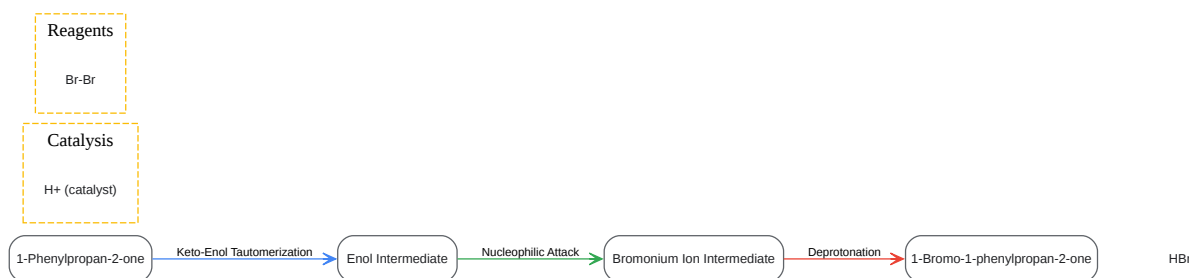 Reagents
Br-Br
Catalysis
H+ (catalyst)
1-Phenylpropan-2-one
Keto-Enol Tautomerization
Enol Intermediate
Nucleophilic Attack
Bromonium Ion Intermediate
Deprotonation
1-Bromo-1-phenylpropan-2-one
HBr